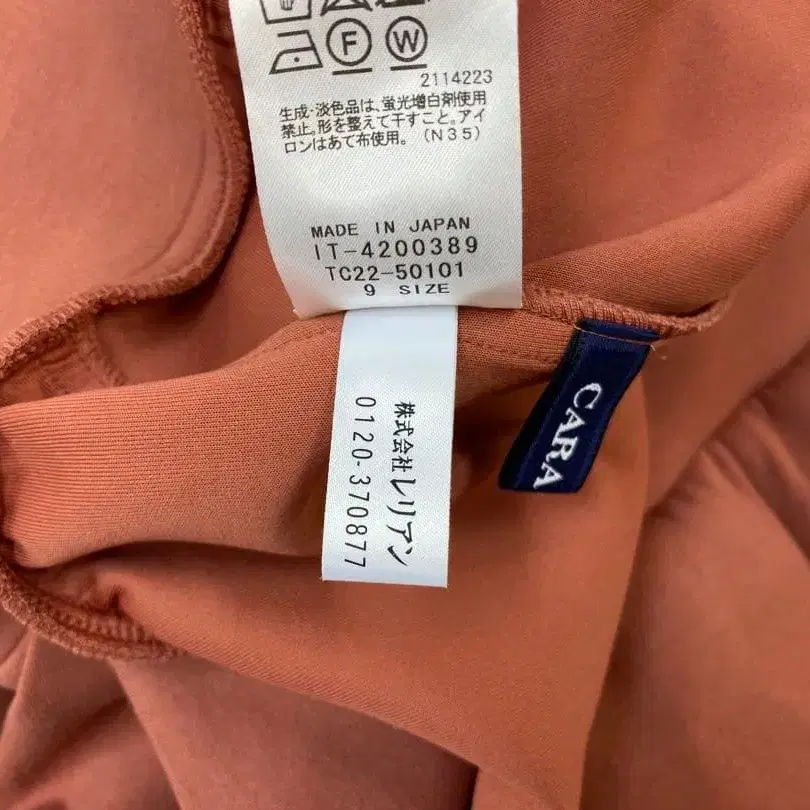 F
W
2114223
生成・淡色品は、蛍光増白剤使用
禁止。形を整えて干すこと。アイ
ロンはあて布使用。（N35）
MADE IN JAPAN
IT-4200389
TC22-50101
9 SIZE
株式会社レリアン
0120-370877
CARA